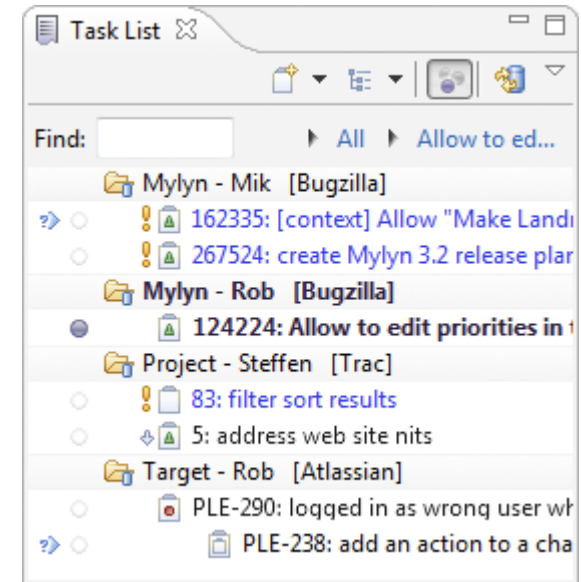 Task List
Find:
All Allow to ed...
Mylyn - Mik [Bugzilla]
162335: [context] Allow "Make Land
267524: create Mylyn 3.2 release plan
Mylyn - Rob [Bugzilla]
124224: Allow to edit priorities in t
Project - Steffen [Trac]
83: filter sort results
5: address web site nits
Target - Rob [Atlassian]
PLE-290: logged in as wrong user wh
PLE-238: add an action to a cha